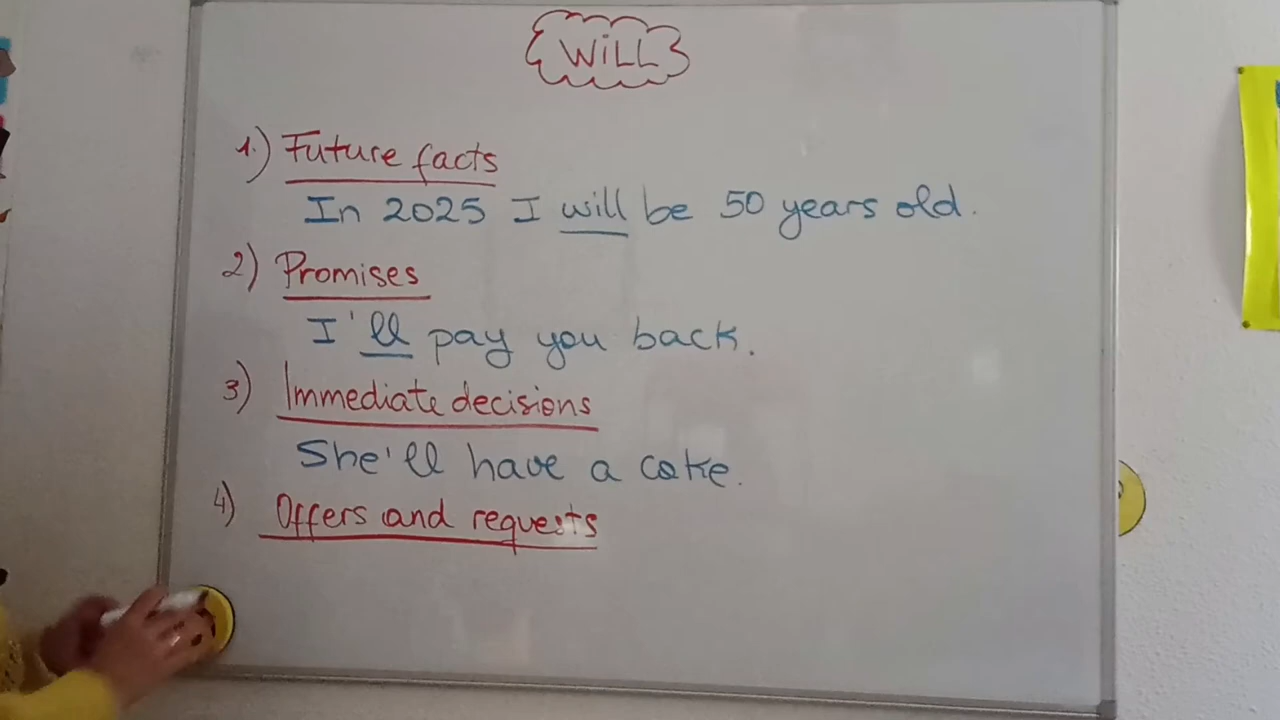 WiLL
1.) Future facts
In 2025 I will be 50 years old.
2) Promises
I'll pay you back.
3) Immediate decisions
She'll have a cake.
4) Offers and requests